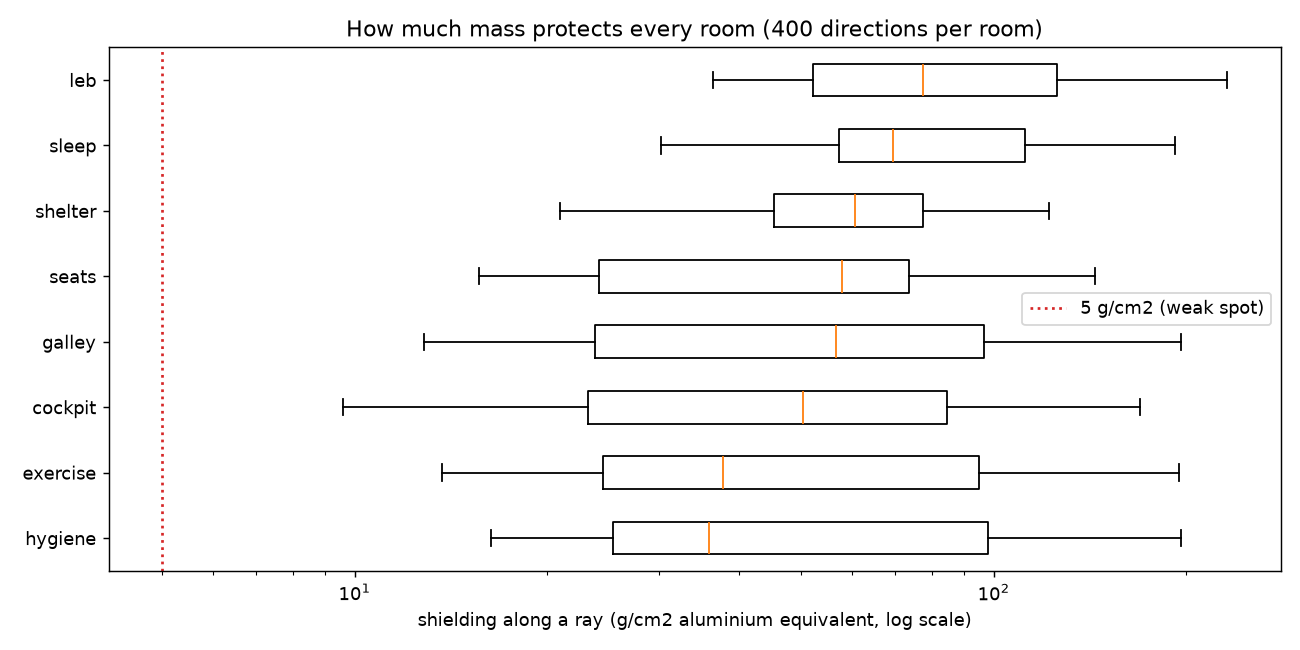 How much mass protects every room (400 directions per room)
leb
sleep
shelter
seats
5 g/cm2 (weak spot)
galley
cockpit
exercise
hygiene
10¹
10²
shielding along a ray (g/cm2 aluminium equivalent, log scale)